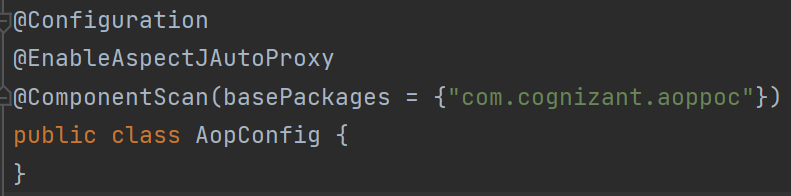 @Configuration
@EnableAspectJAutoProxy
@ComponentScan(basePackages = {"com.cognizant.aoppoc"})
public class AopConfig {
}